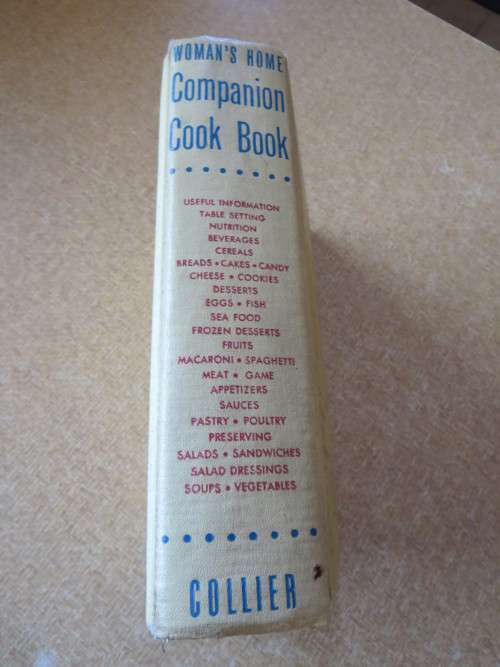 WOMAN'S HOME
Companion
Cook Book
USEFUL INFORMATION
TABLE SETTING
NUTRITION
BEVERAGES
CEREALS
BREADS • CAKES • CANDY
CHEESE • COOKIES
DESSERTS
EGGS • FISH
SEA FOOD
FROZEN DESSERTS
FRUITS
MACARONI • SPAGHETTI
MEAT • GAME
APPETIZERS
SAUCES
PASTRY • POULTRY
PRESERVING
SALADS • SANDWICHES
SALAD DRESSINGS
SOUPS • VEGETABLES
COLLIER